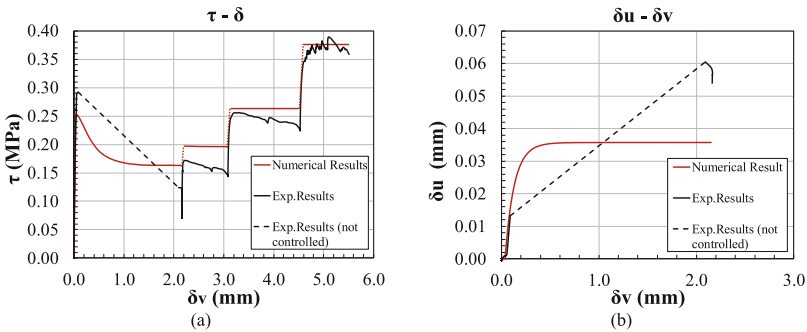 τ - δ
τ (MPa)
0.40
0.35
0.30
0.25
0.20
0.15
0.10
0.05
0.00
0.0 1.0 2.0 3.0 4.0 5.0 6.0
δv (mm)
Numerical Results
Exp.Results
Exp.Results (not
controlled)
(a)
δu - δv
δu (mm)
0.07
0.06
0.05
0.04
0.03
0.02
0.01
0.00
0.0 1.0 2.0 3.0
δv (mm)
Numerical Result
Exp.Results
Exp.Results (not
controlled)
(b)